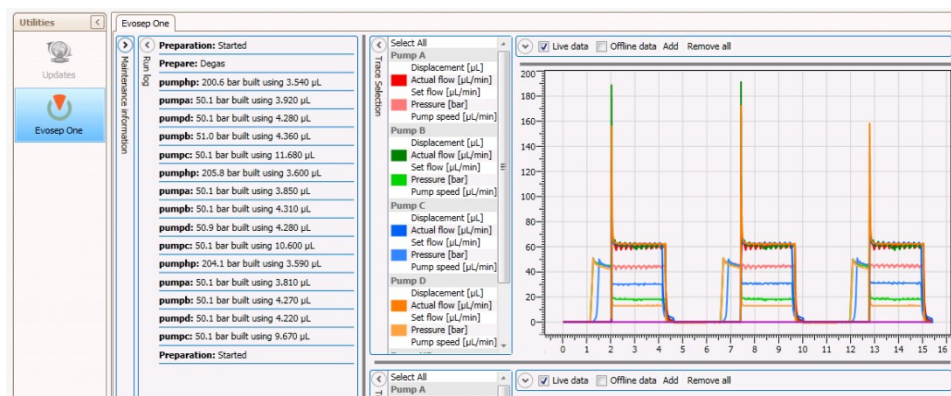 Utilities
Updates
Evosep One
Evosep One
Maintenance information
Run log
Preparation: Started
Prepare: Degas
pumphp: 200.6 bar built using 3.540 µL
pumpa: 50.1 bar built using 3.920 µL
pumpd: 50.1 bar built using 4.280 µL
pumpb: 51.0 bar built using 4.360 µL
pumpc: 50.1 bar built using 11.680 µL
pumphp: 205.8 bar built using 3.600 µL
pumpa: 50.1 bar built using 3.850 µL
pumpb: 50.1 bar built using 4.310 µL
pumpd: 50.9 bar built using 4.280 µL
pumpc: 50.1 bar built using 10.600 µL
pumphp: 204.1 bar built using 3.590 µL
pumpa: 50.1 bar built using 3.810 µL
pumpb: 50.1 bar built using 4.270 µL
pumpd: 50.1 bar built using 4.220 µL
pumpc: 50.1 bar built using 9.670 µL
Preparation: Started
Trace Selection
Select All
Pump A
Displacement [µL]
Actual flow [µL/min]
Set flow [µL/min]
Pressure [bar]
Pump speed [µL/min]
Pump B
Displacement [µL]
Actual flow [µL/min]
Set flow [µL/min]
Pressure [bar]
Pump speed [µL/min]
Pump C
Displacement [µL]
Actual flow [µL/min]
Set flow [µL/min]
Pressure [bar]
Pump speed [µL/min]
Pump D
Displacement [µL]
Actual flow [µL/min]
Set flow [µL/min]
Pressure [bar]
Pump speed [µL/min]
Live data Offline data Add Remove all
200
180
160
140
120
100
80
60
40
20
0
0 1 2 3 4 5 6 7 8 9 10 11 12 13 14 15 16
Select All
Pump A
Live data Offline data Add Remove all